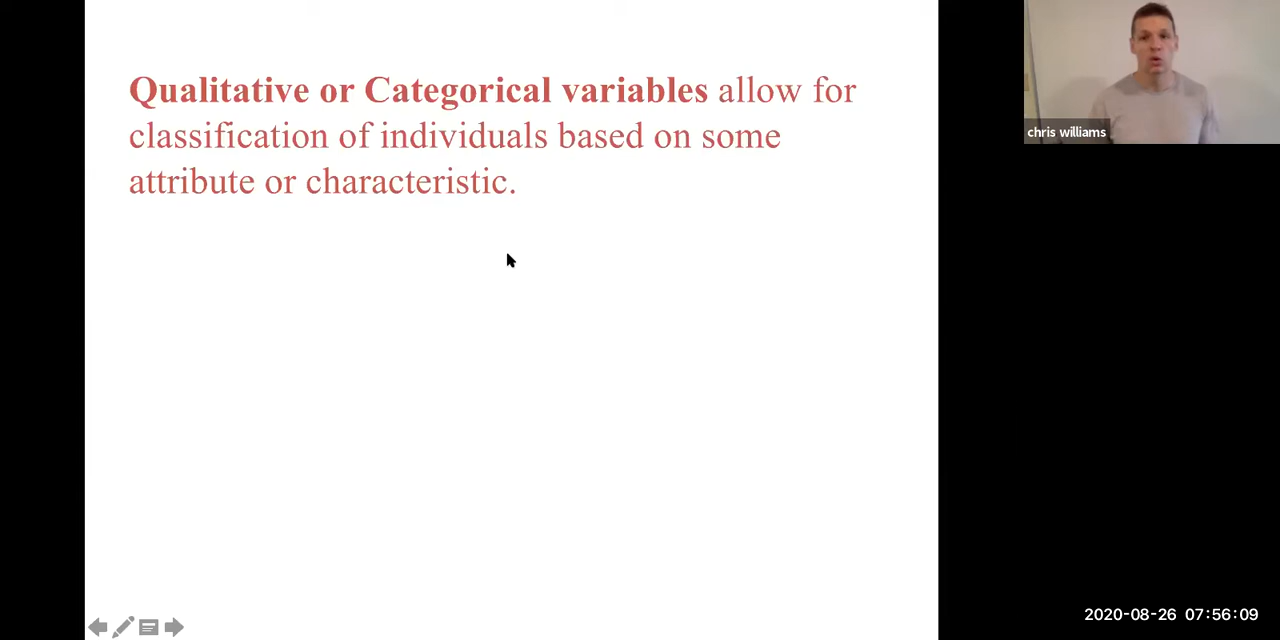 Qualitative or Categorical variables allow for
classification of individuals based on some
attribute or characteristic.
chris williams
2020-08-26 07:56:09